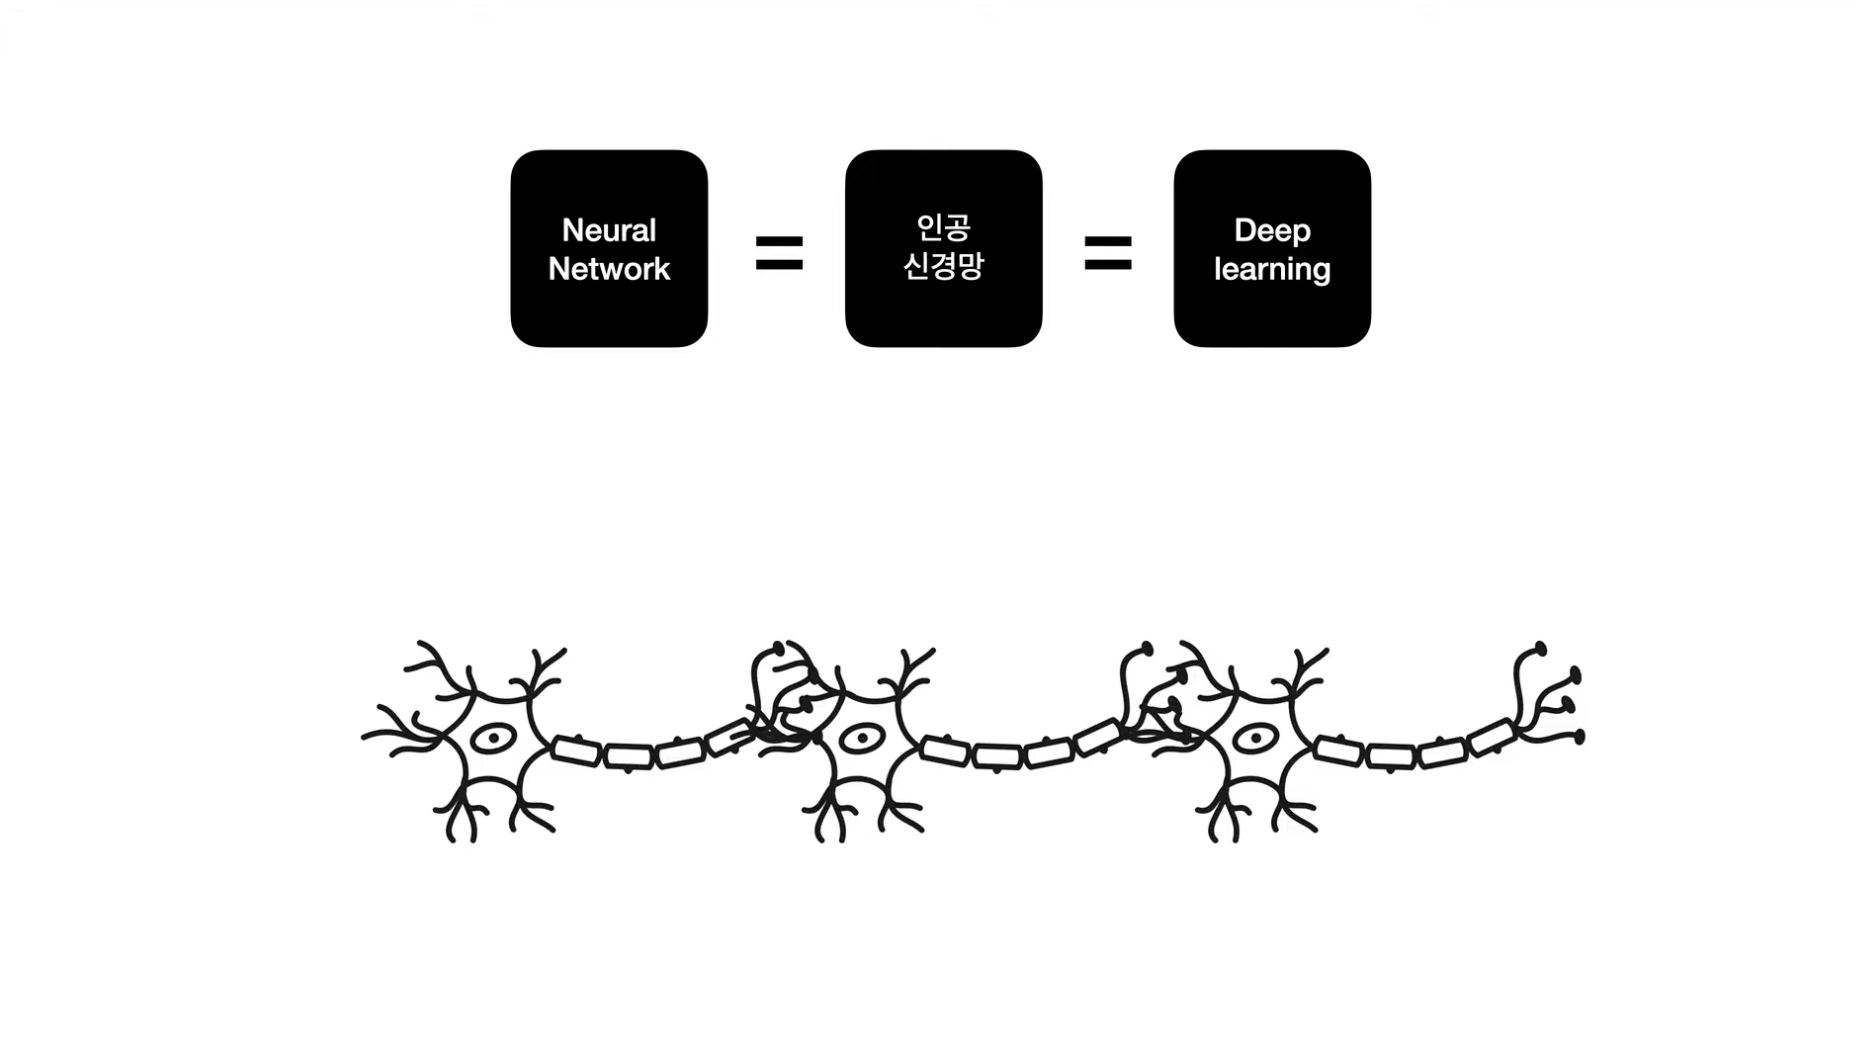 Neural
Network
=
인공
신경망
=
Deep
learning